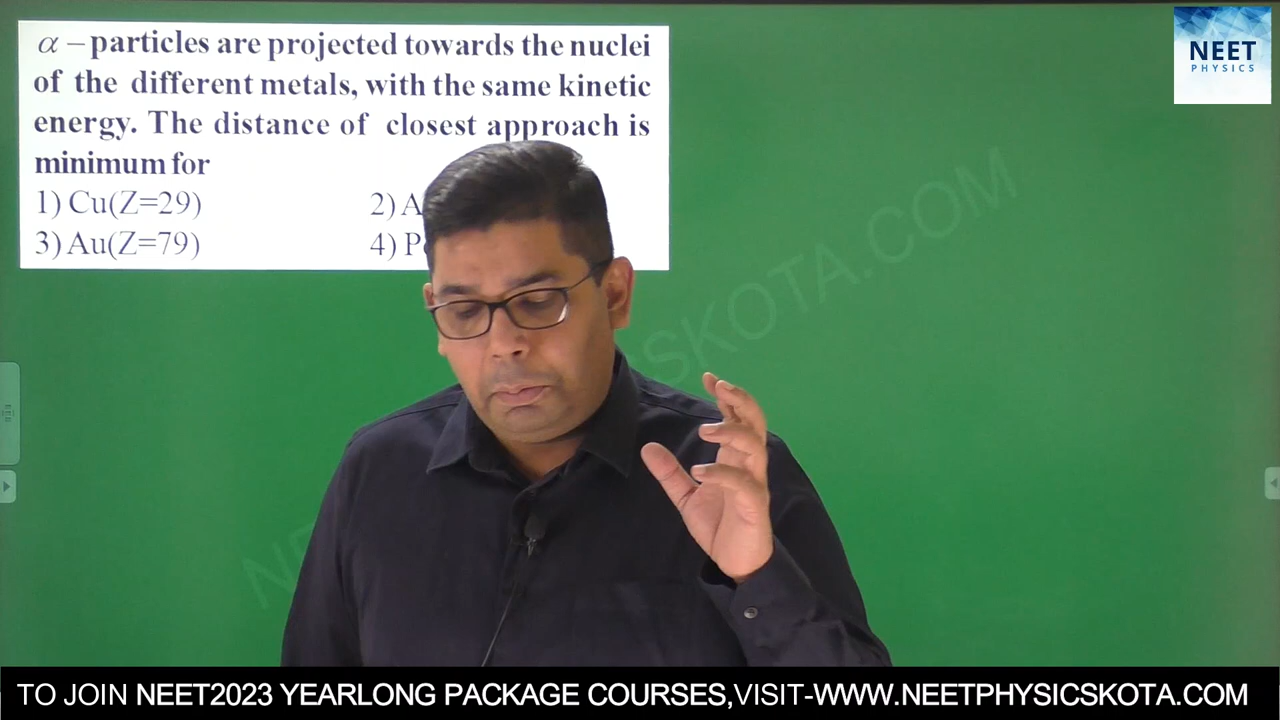 α – particles are projected towards the nuclei
of the different metals, with the same kinetic
energy. The distance of closest approach is
minimum for
1) Cu(Z=29) 2) A
3) Au(Z=79) 4) P
NEET
PHYSICS
SKOTA.COM
TO JOIN NEET2023 YEARLONG PACKAGE COURSES,VISIT-WWW.NEETPHYSICSKOTA.COM